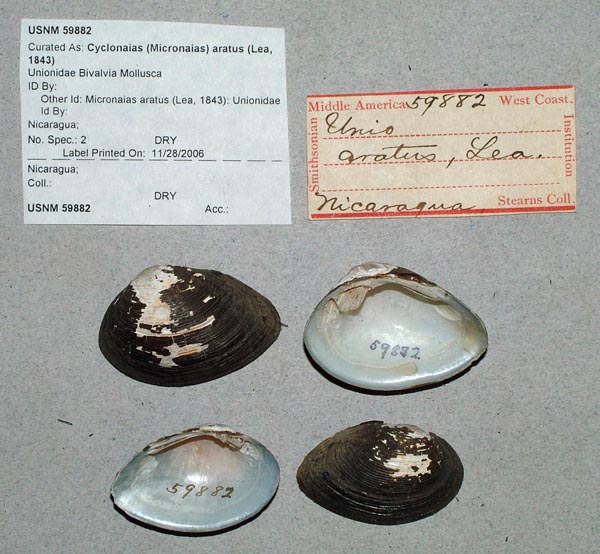 USNM 59882
Curated As: Cyclonaias (Micronaias) aratus (Lea,
1843)
Unionidae Bivalvia Mollusca
ID By:
Other Id: Micronaias aratus (Lea, 1843): Unionidae
Id By:
Nicaragua;
No. Spec.: 2 DRY
Label Printed On: 11/28/2006
Nicaragua;
Coll.:
DRY
USNM 59882 Acc.:
Middle America 59882 West Coast.
Smithsonian
Institution
Unio
aratus, Lea.
Nicaragua. Stearns Coll.
59882
59882